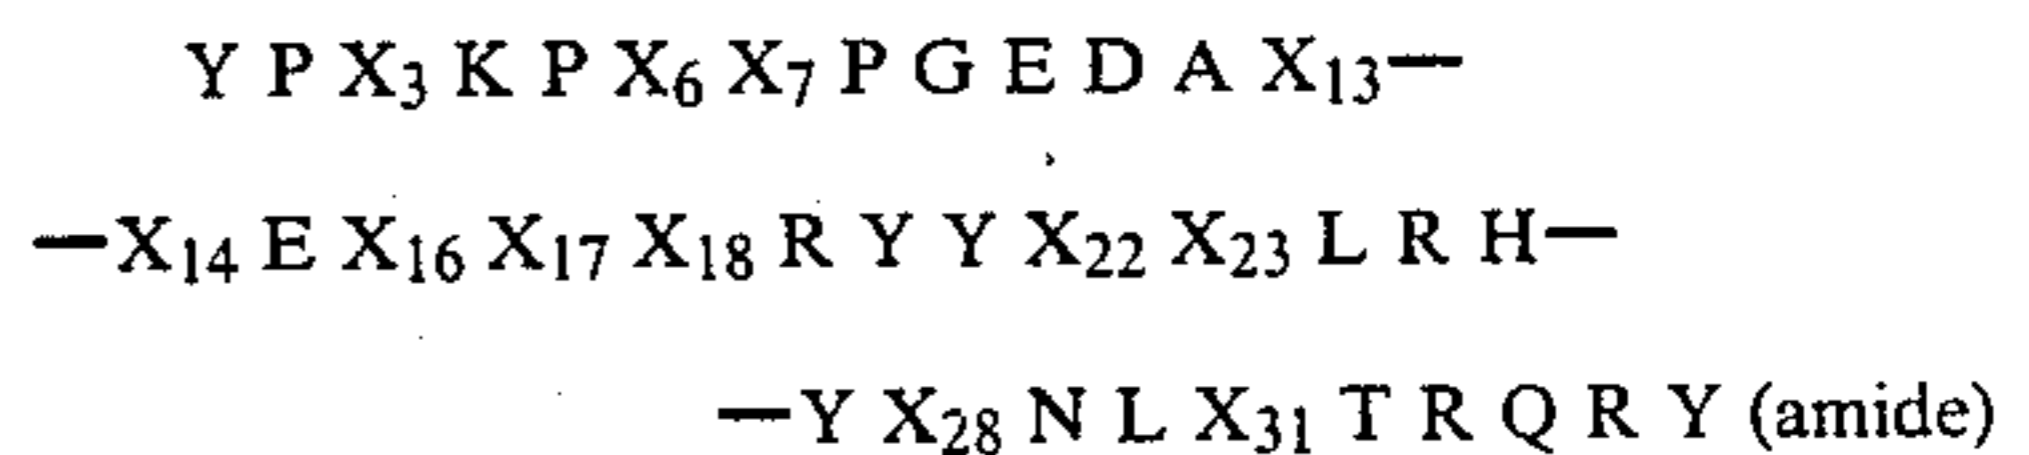 Y P X₃ K P X₆ X₇ P G E D A X₁₃—
—X₁₄ E X₁₆ X₁₇ X₁₈ R Y Y X₂₂ X₂₃ L R H—
—Y X₂₈ N L X₃₁ T R Q R Y (amide)